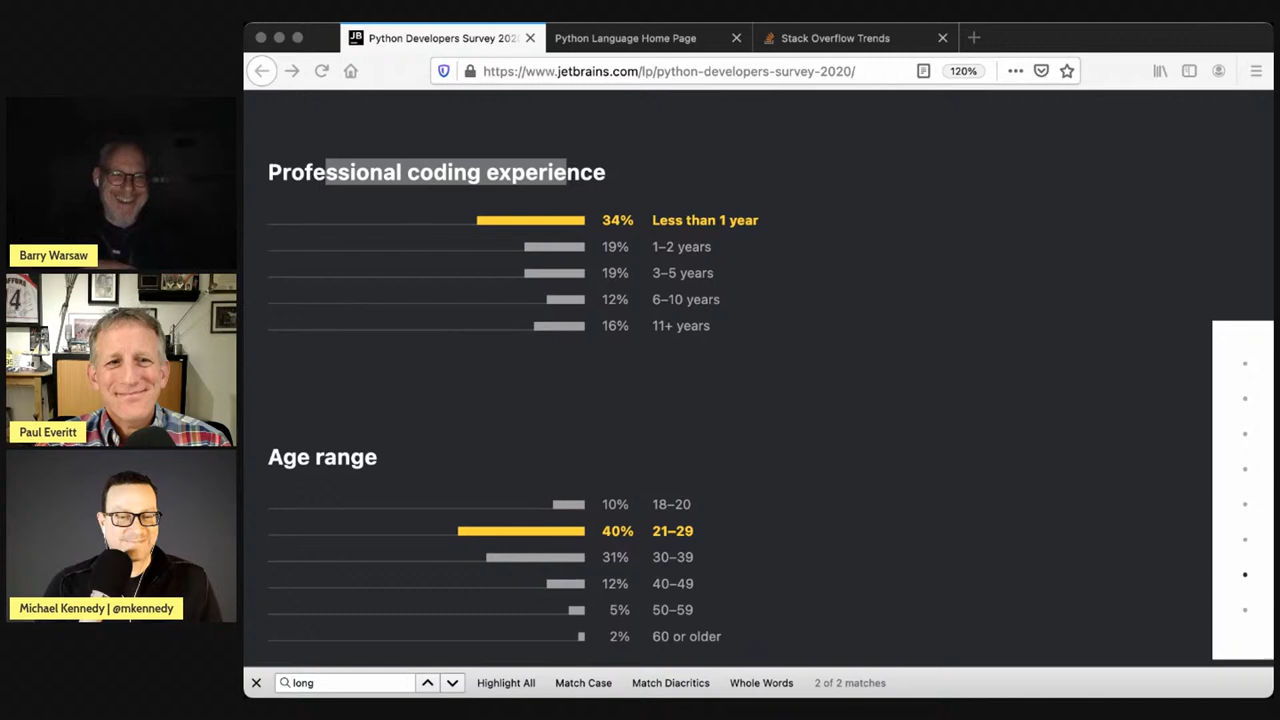 JB Python Developers Survey 202
Python Language Home Page
Stack Overflow Trends
https://www.jetbrains.com/lp/python-developers-survey-2020/
120%
Professional coding experience
34% Less than 1 year
19% 1–2 years
19% 3–5 years
12% 6–10 years
16% 11+ years
Age range
10% 18–20
40% 21–29
31% 30–39
12% 40–49
5% 50–59
2% 60 or older
Barry Warsaw
Paul Everitt
Michael Kennedy | @mkennedy
long
Highlight All
Match Case
Match Diacritics
Whole Words
2 of 2 matches